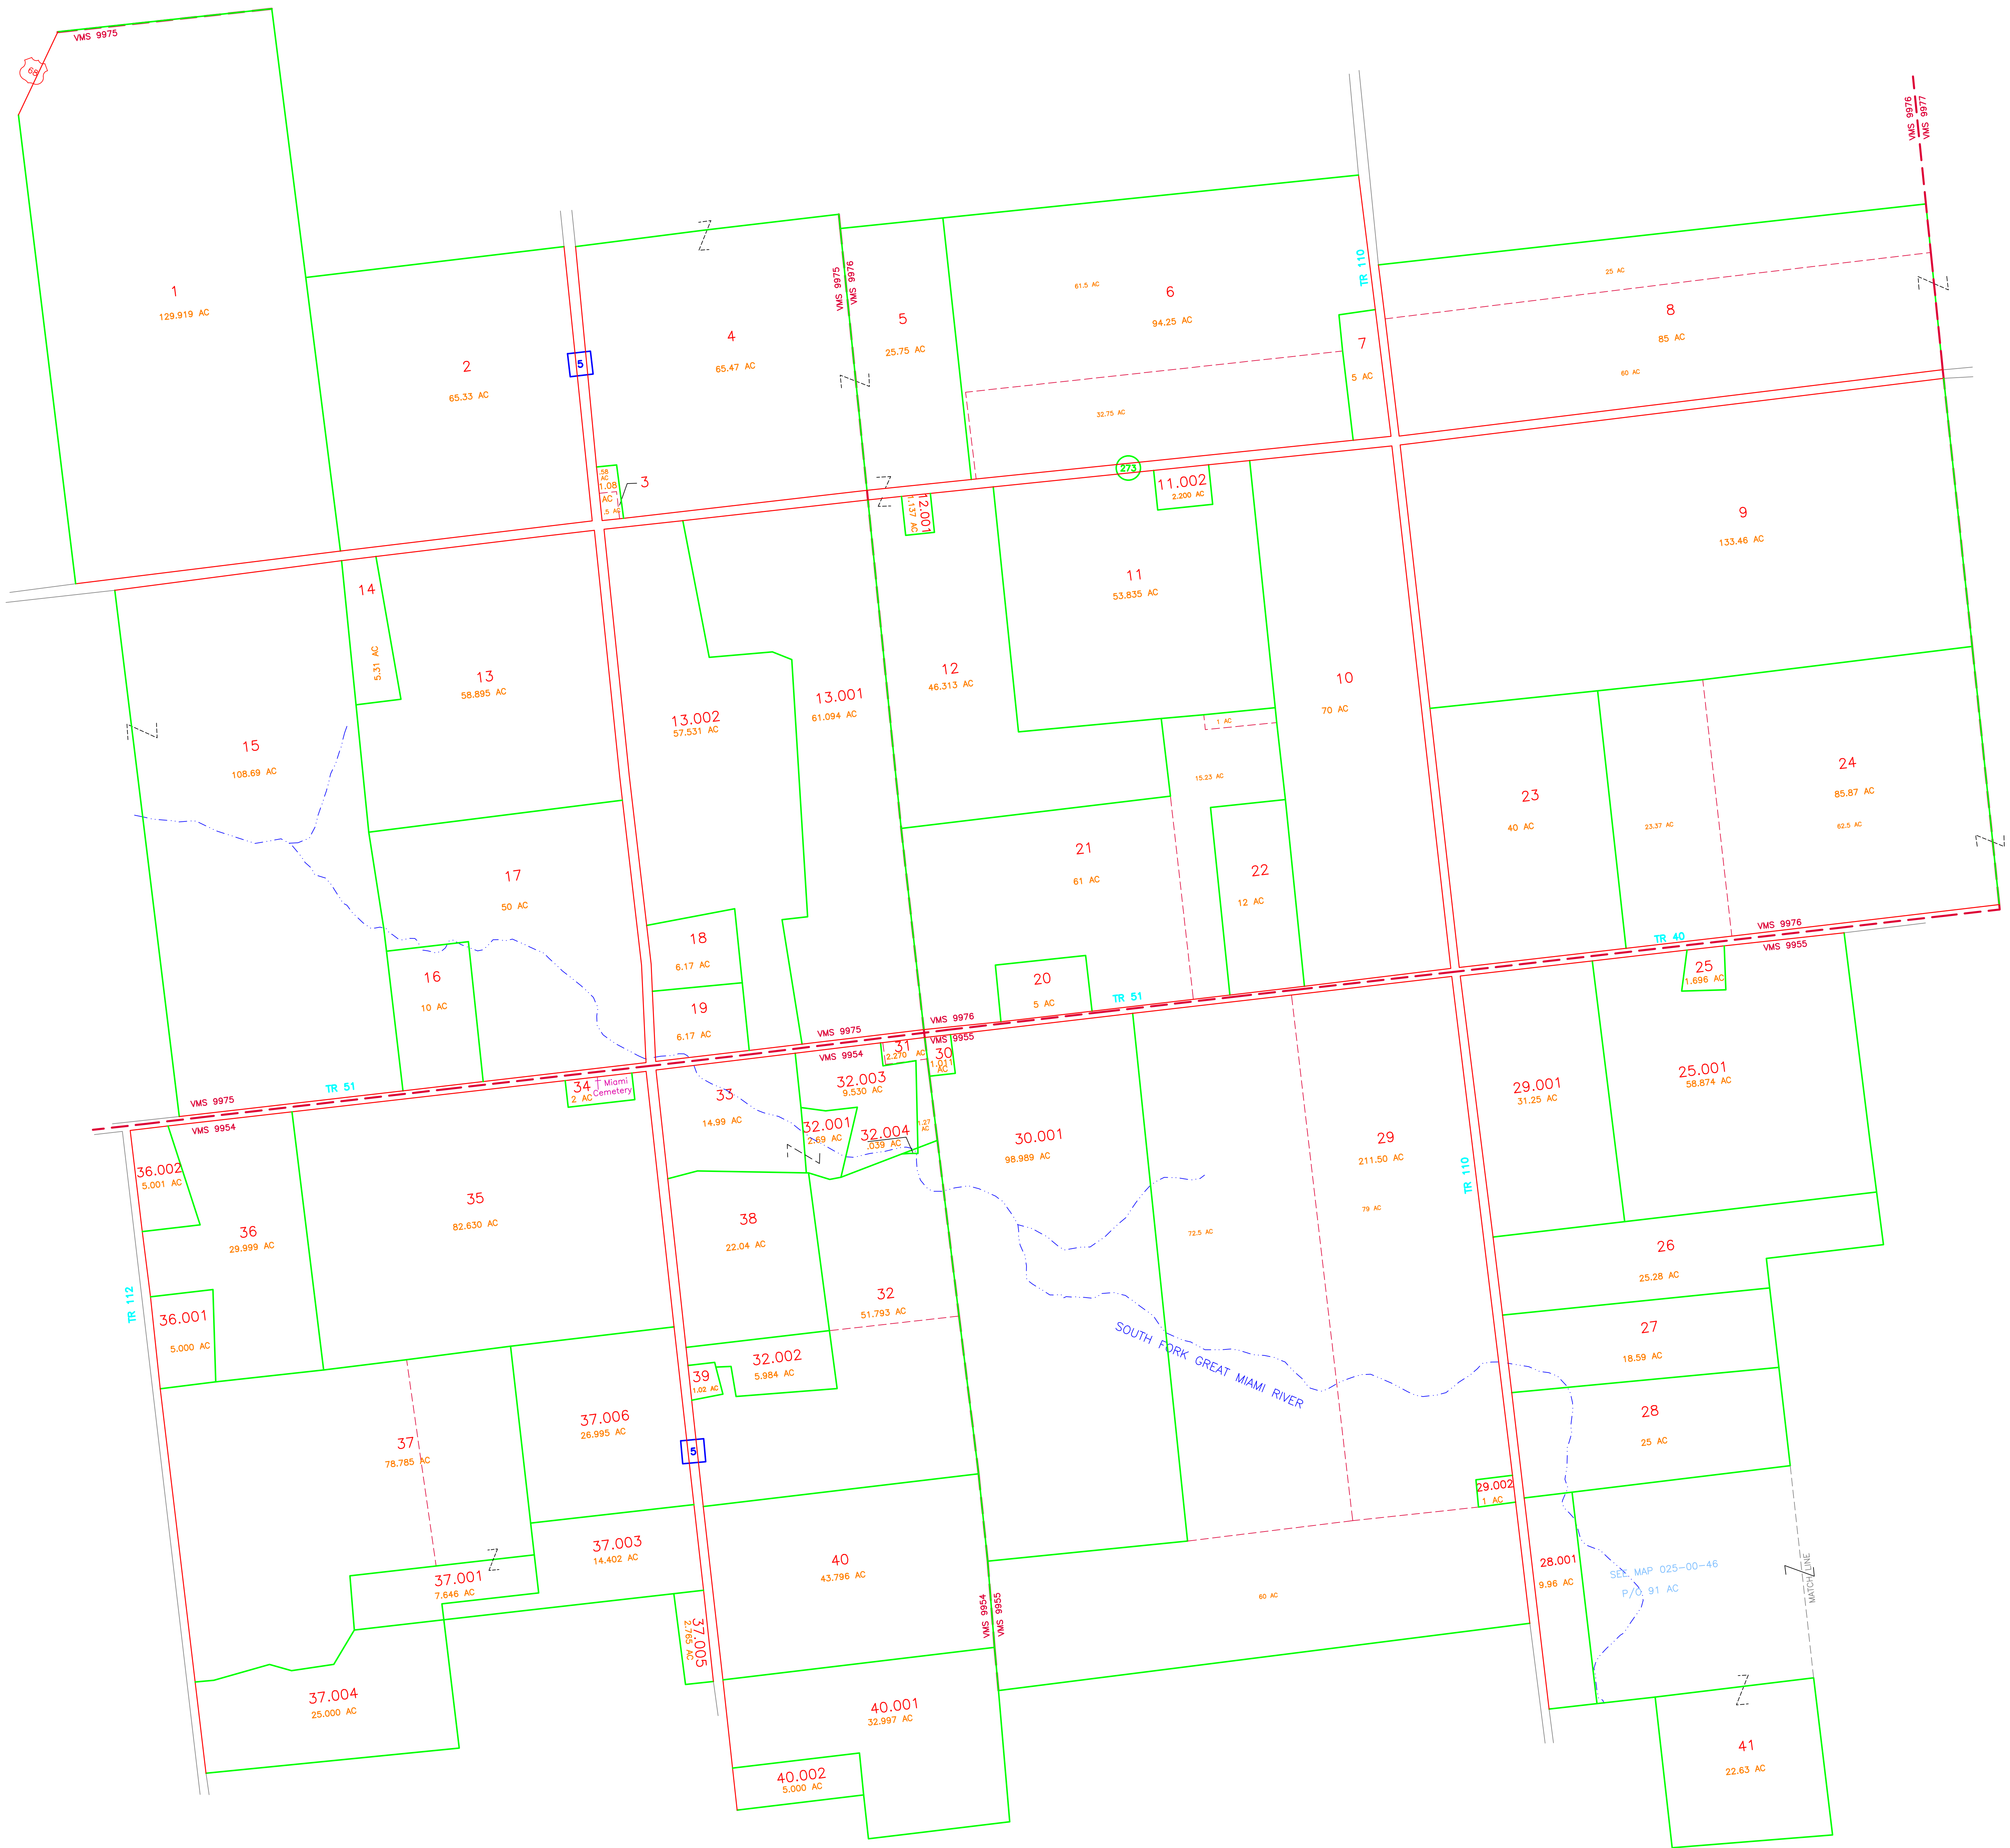 VMS 9975
68
1
129.919 AC
2
65.33 AC
5
4
65.47 AC
.58
AC
1.08
AC
.5 AC
3
VMS 9975
VMS 9976
5
25.75 AC
61.5 AC
6
94.25 AC
32.75 AC
TR 110
7
5 AC
25 AC
8
85 AC
60 AC
VMS 9976
VMS 9977
273
11.002
2.200 AC
12.001
1.137 AC
11
53.835 AC
9
133.46 AC
14
5.31 AC
13
58.895 AC
15
108.69 AC
13.002
57.531 AC
13.001
61.094 AC
12
46.313 AC
10
70 AC
1 AC
15.23 AC
17
50 AC
16
10 AC
18
6.17 AC
19
6.17 AC
21
61 AC
22
12 AC
20
5 AC
23
40 AC
23.37 AC
24
85.87 AC
62.5 AC
TR 40
VMS 9976
VMS 9955
TR 51
VMS 9975
VMS 9976
VMS 9954
VMS 9955
TR 51
VMS 9975
VMS 9954
34
2 AC
Miami
Cemetery
33
14.99 AC
32.003
9.530 AC
31
2.270 AC
30
1.011
AC
32.001
2.69 AC
32.004
.039 AC
1.27
AC
30.001
98.989 AC
29
211.50 AC
79 AC
72.5 AC
TR 110
29.001
31.25 AC
25
1.696 AC
25.001
58.874 AC
36.002
5.001 AC
36
29.999 AC
35
82.630 AC
TR 112
36.001
5.000 AC
38
22.04 AC
32
51.793 AC
26
25.28 AC
27
18.59 AC
28
25 AC
SOUTH FORK GREAT MIAMI RIVER
32.002
5.984 AC
39
1.02 AC
37.006
26.995 AC
37
78.785 AC
5
29.002
1 AC
37.003
14.402 AC
37.001
7.646 AC
40
43.796 AC
60 AC
VMS 9954
VMS 9955
28.001
9.96 AC
SEE MAP 025-00-46
P/O 91 AC
MATCH LINE
37.005
2.765 AC
37.004
25.000 AC
40.001
32.997 AC
40.002
5.000 AC
41
22.63 AC